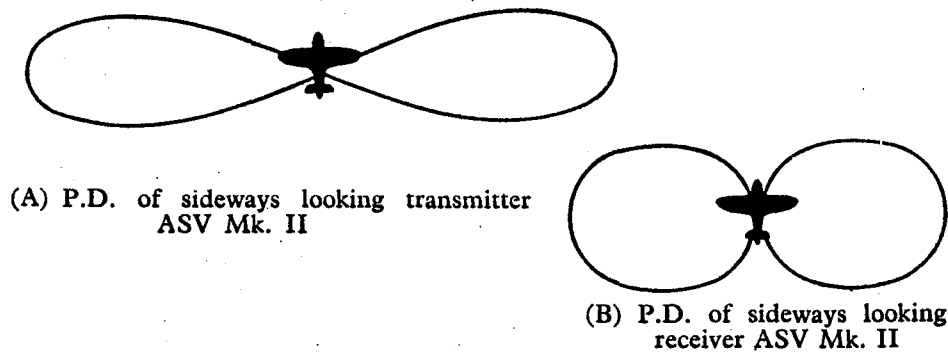 (A) P.D. of sideways looking transmitter
ASV Mk. II
(B) P.D. of sideways looking
receiver ASV Mk. II